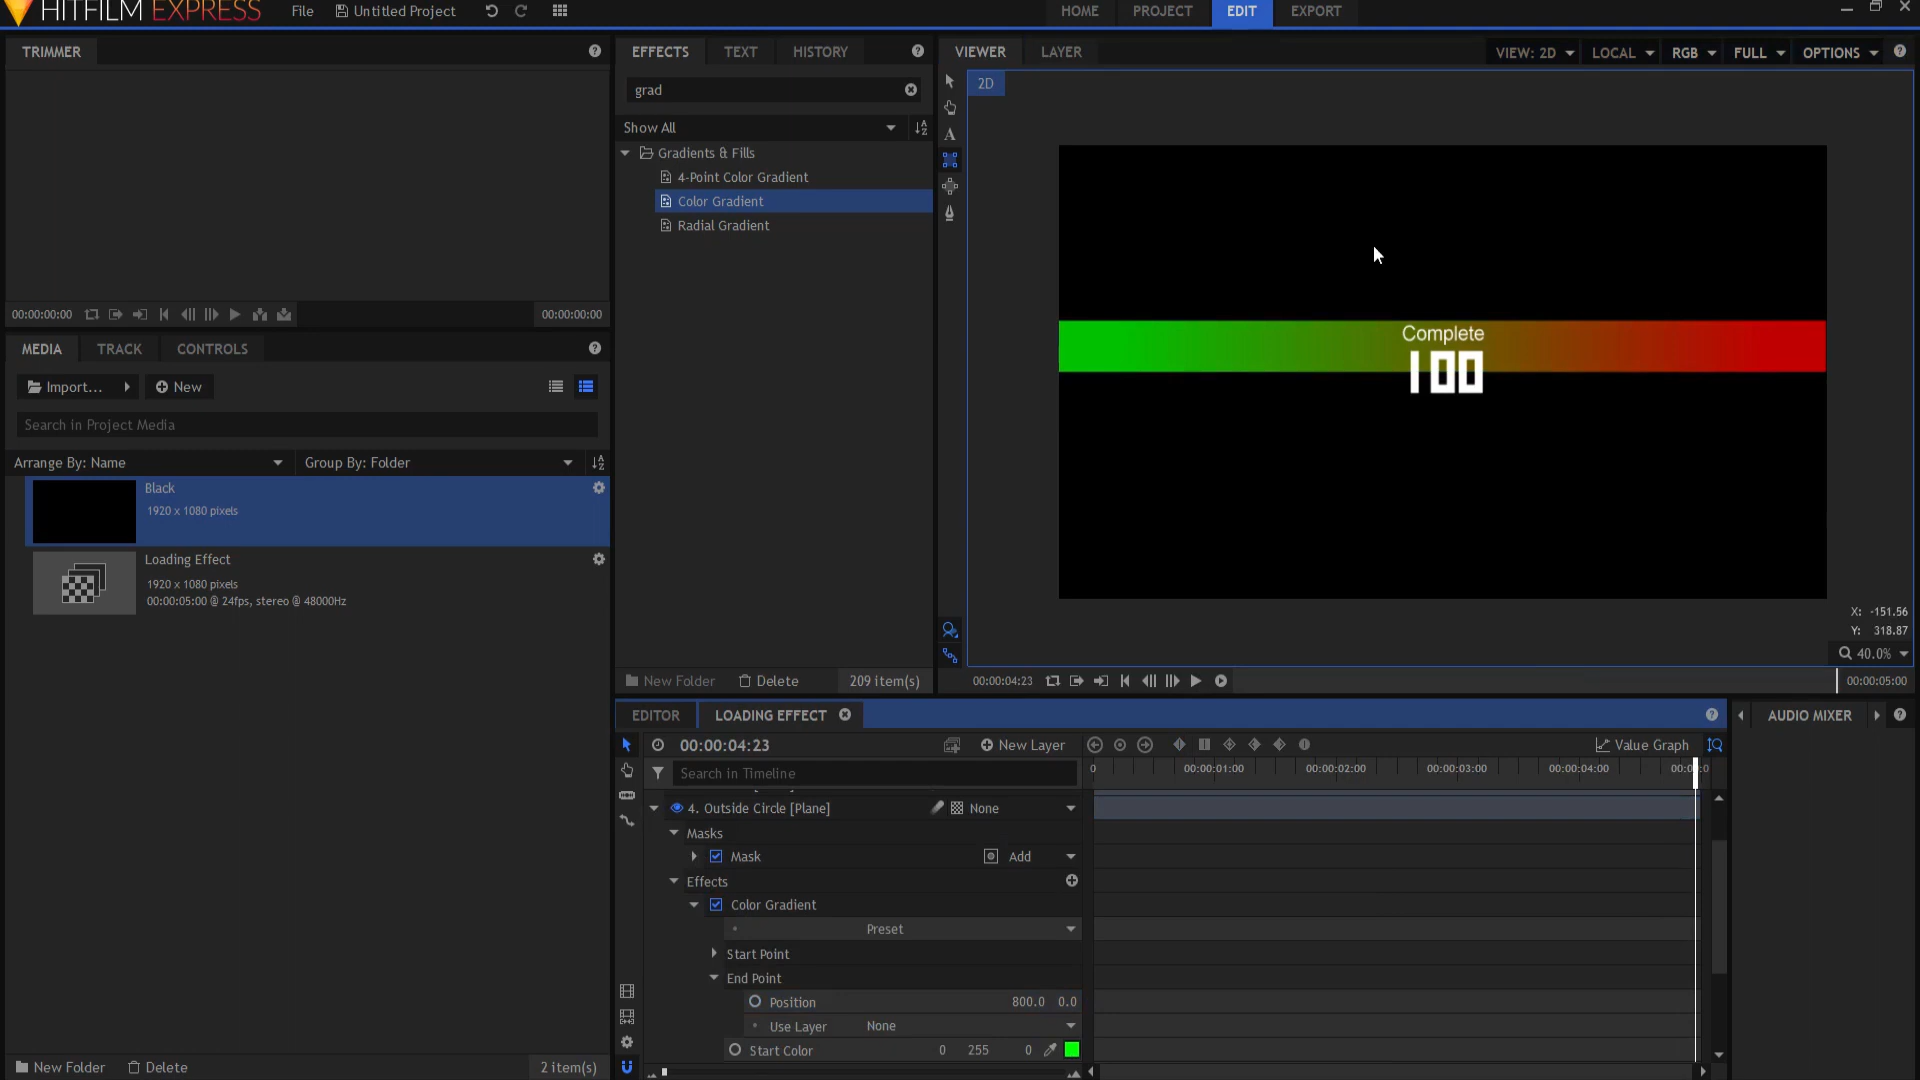 HITFILM EXPRESS
File
Untitled Project
HOME
PROJECT
EDIT
EXPORT
TRIMMER
00:00:00:00
00:00:00:00
MEDIA
TRACK
CONTROLS
Import...
New
Search in Project Media
Arrange By: Name
Group By: Folder
Black
1920 x 1080 pixels
Loading Effect
1920 x 1080 pixels
00:00:05:00 @ 24fps, stereo @ 48000Hz
New Folder
Delete
2 item(s)
EFFECTS
TEXT
HISTORY
grad
Show All
Gradients & Fills
4-Point Color Gradient
Color Gradient
Radial Gradient
New Folder
Delete
209 item(s)
VIEWER
LAYER
VIEW: 2D
LOCAL
RGB
FULL
OPTIONS
2D
Complete
100
X: -151.56
Y: 318.87
40.0%
00:00:04:23
00:00:05:00
EDITOR
LOADING EFFECT
00:00:04:23
New Layer
Value Graph
Search in Timeline
0
00:00:01:00
00:00:02:00
00:00:03:00
00:00:04:00
4. Outside Circle [Plane]
None
Masks
Mask
Add
Effects
Color Gradient
Preset
Start Point
End Point
Position
800.0
0.0
Use Layer
None
Start Color
0
255
0
AUDIO MIXER